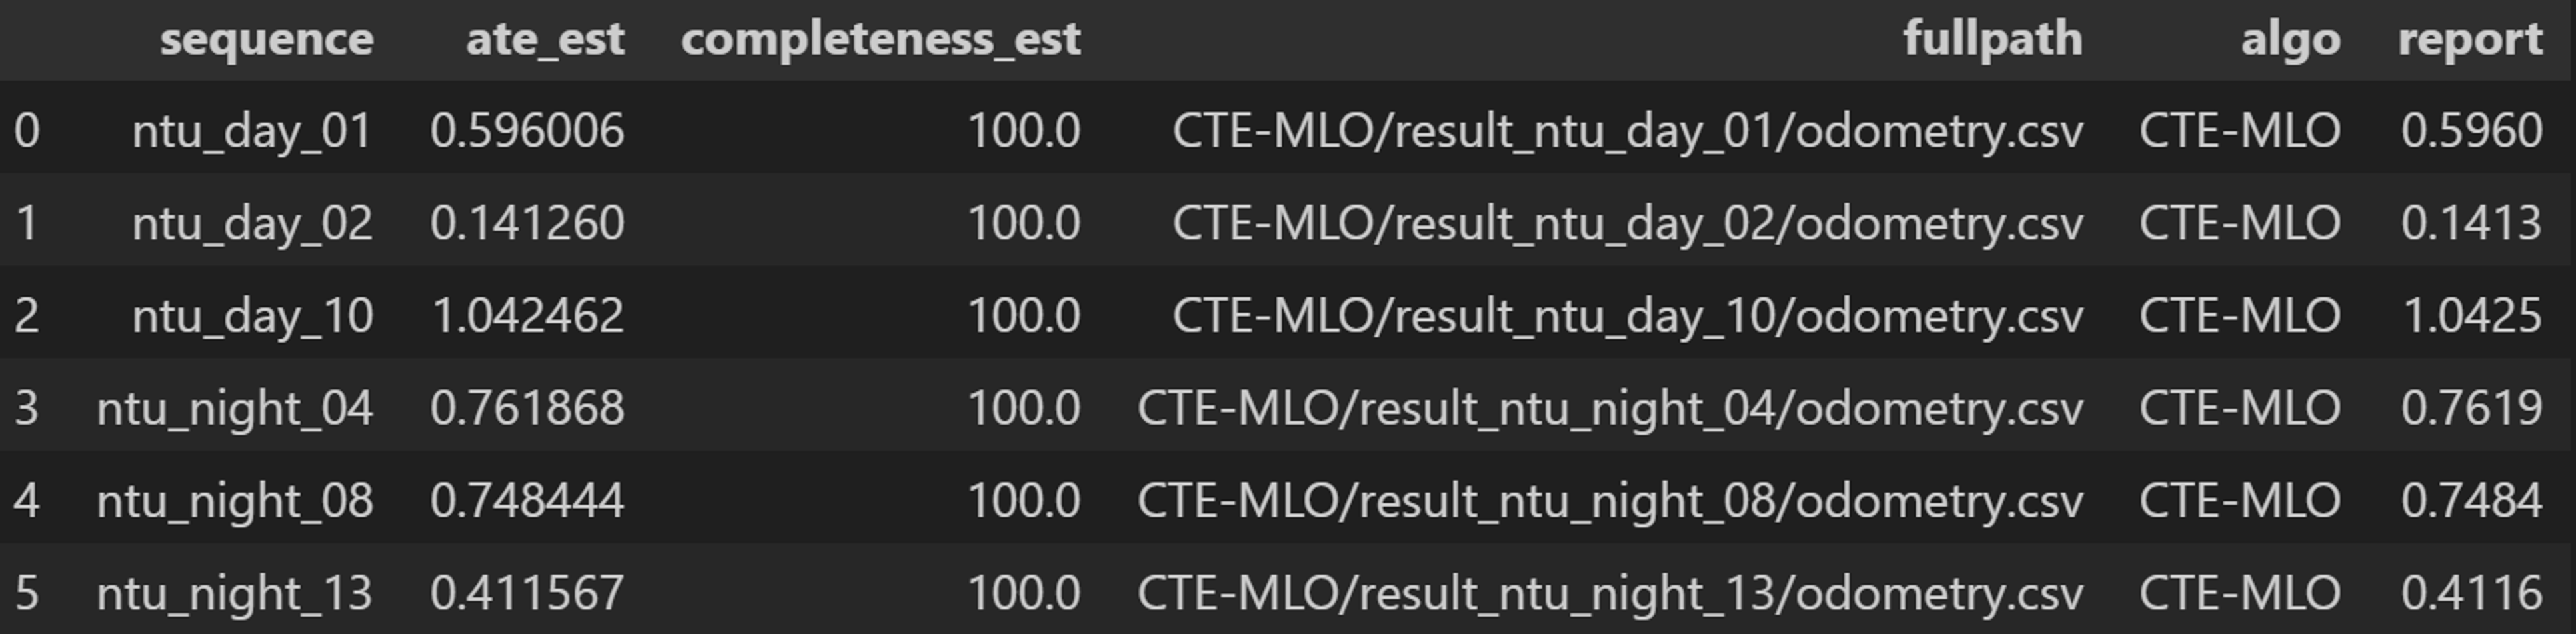 sequence ate_est completeness_est fullpath algo report
0 ntu_day_01 0.596006 100.0 CTE-MLO/result_ntu_day_01/odometry.csv CTE-MLO 0.5960
1 ntu_day_02 0.141260 100.0 CTE-MLO/result_ntu_day_02/odometry.csv CTE-MLO 0.1413
2 ntu_day_10 1.042462 100.0 CTE-MLO/result_ntu_day_10/odometry.csv CTE-MLO 1.0425
3 ntu_night_04 0.761868 100.0 CTE-MLO/result_ntu_night_04/odometry.csv CTE-MLO 0.7619
4 ntu_night_08 0.748444 100.0 CTE-MLO/result_ntu_night_08/odometry.csv CTE-MLO 0.7484
5 ntu_night_13 0.411567 100.0 CTE-MLO/result_ntu_night_13/odometry.csv CTE-MLO 0.4116